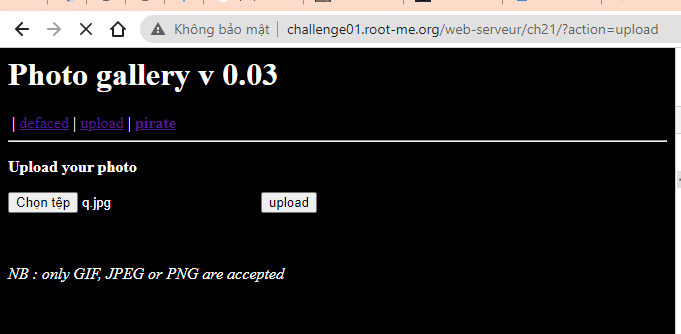 Không bảo mật | challenge01.root-me.org/web-serveur/ch21/?action=upload
Photo gallery v 0.03
| defaced | upload | pirate
Upload your photo
Chọn tệp q.jpg upload
NB : only GIF, JPEG or PNG are accepted